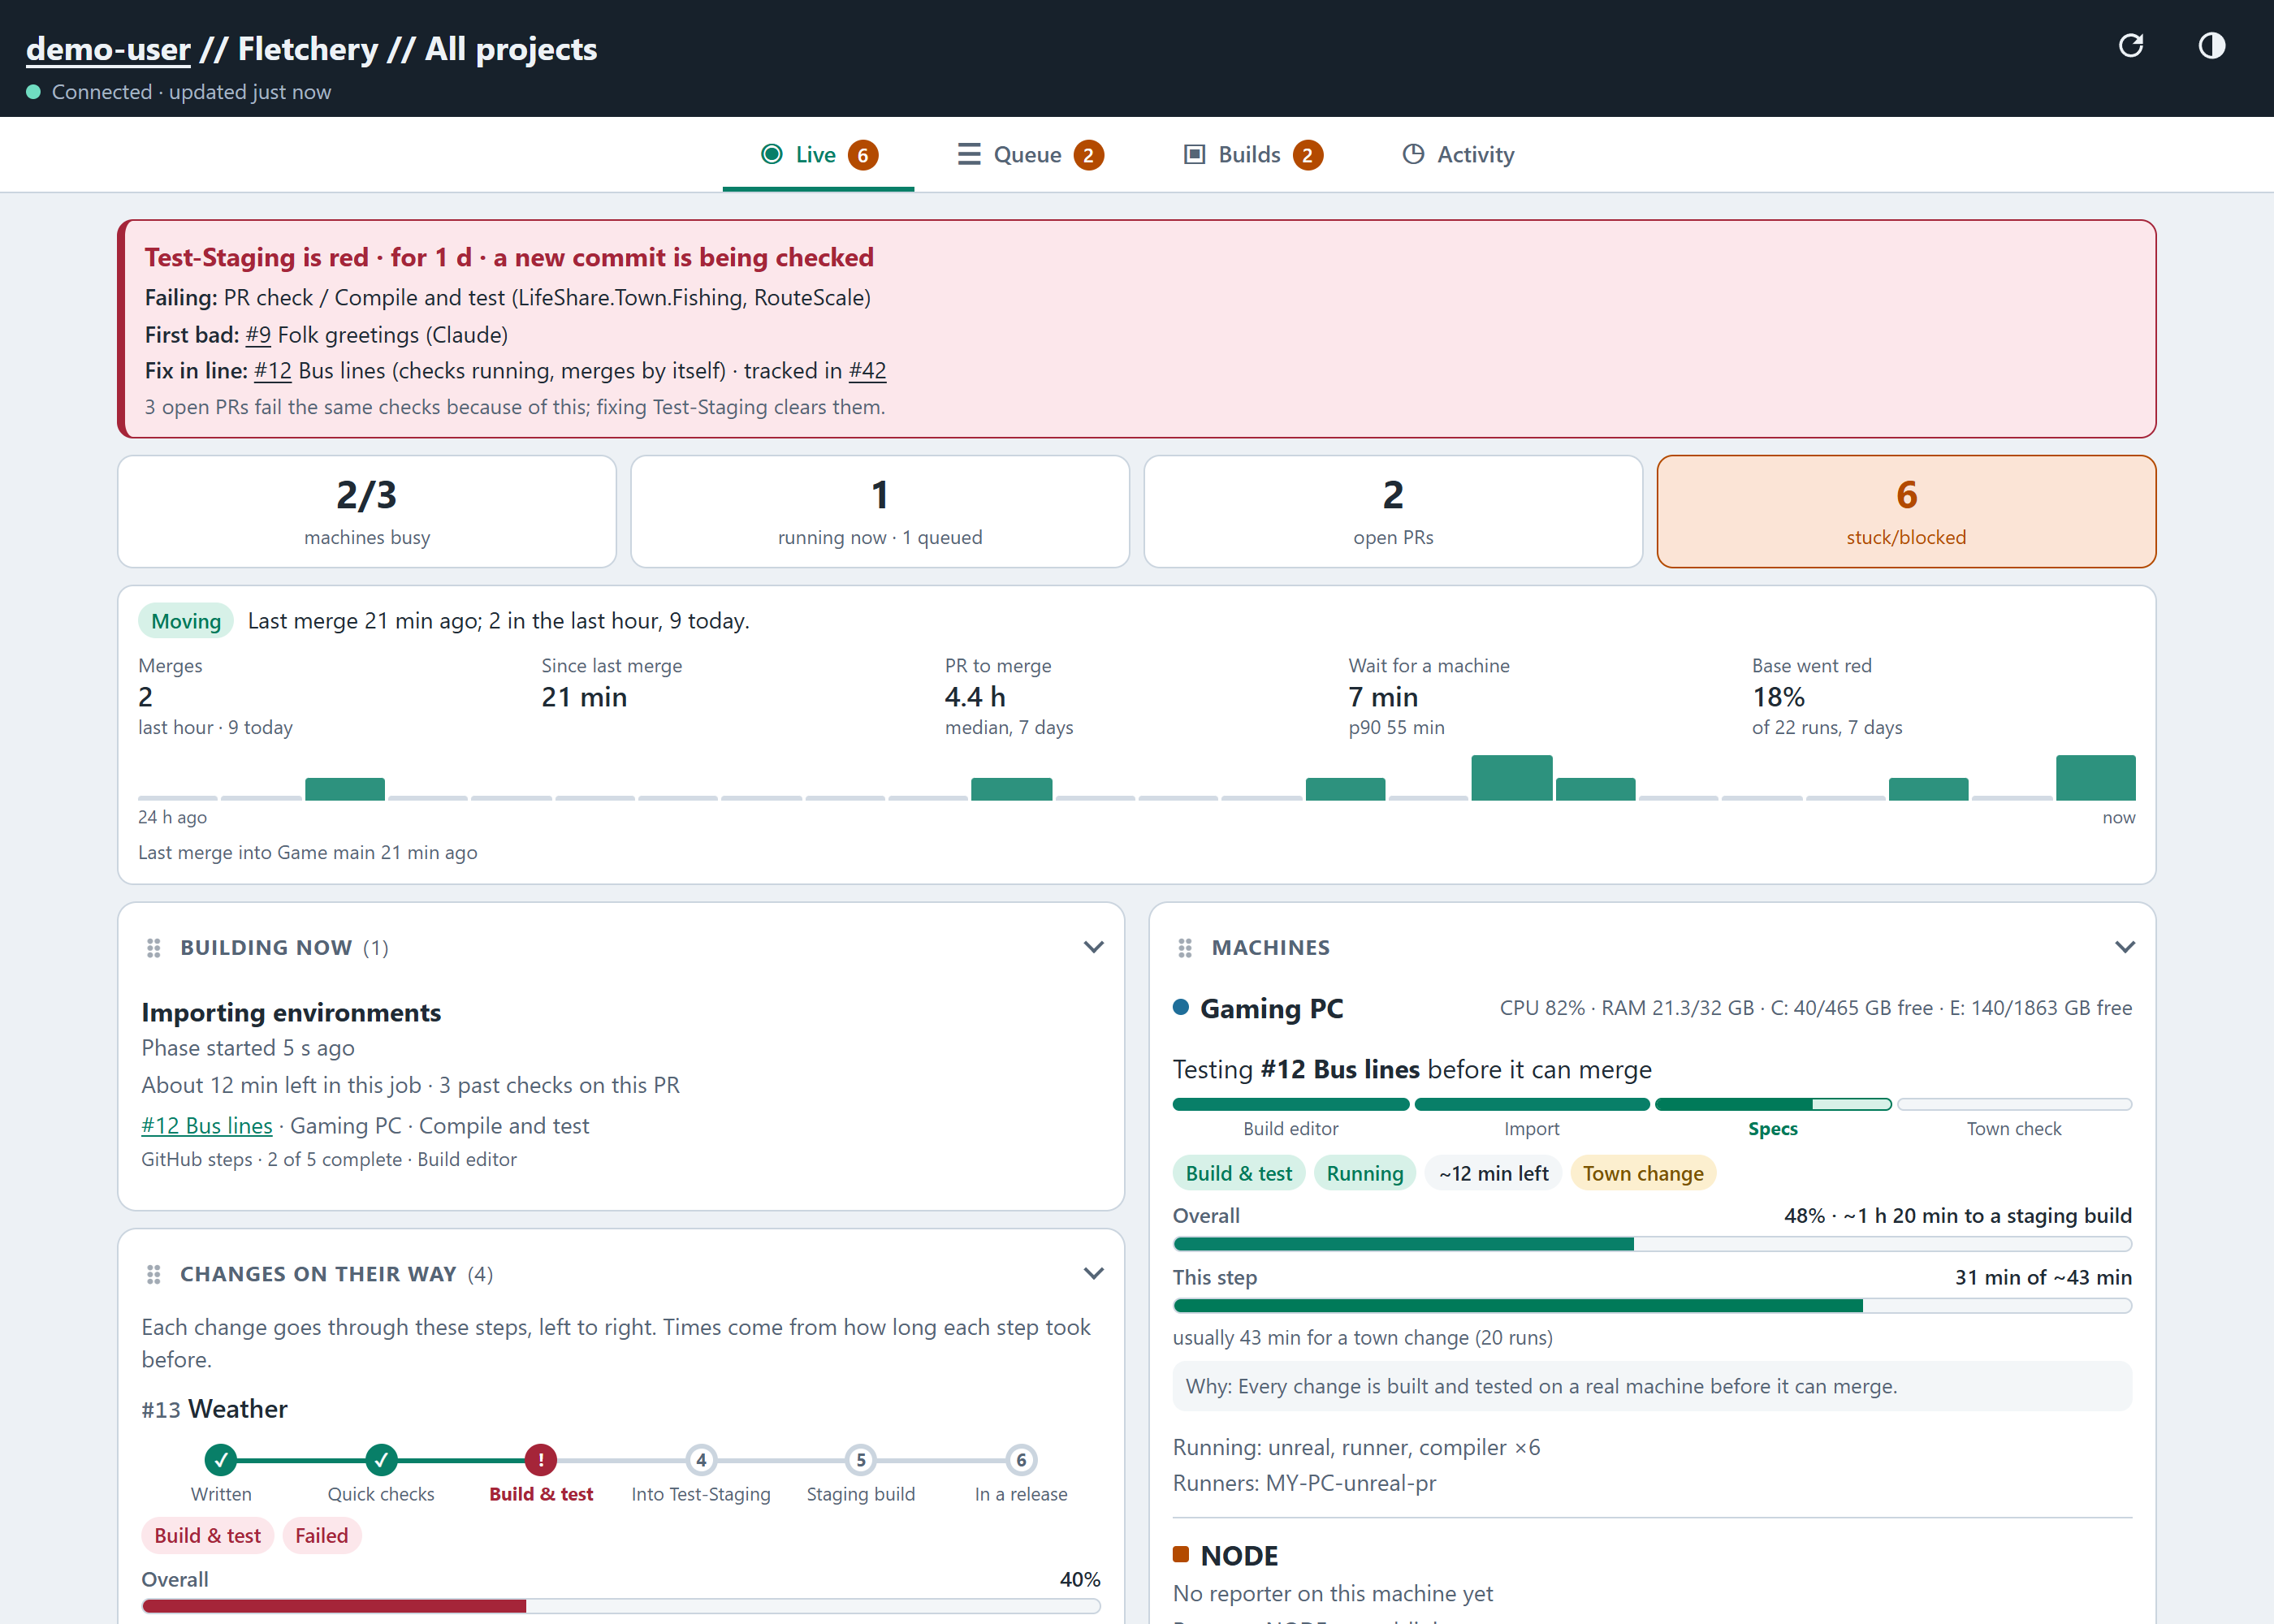 demo-user // Fletchery // All projects
Connected · updated just now
Live 6
Queue 2
Builds 2
Activity
Test-Staging is red · for 1 d · a new commit is being checked
Failing: PR check / Compile and test (LifeShare.Town.Fishing, RouteScale)
First bad: #9 Folk greetings (Claude)
Fix in line: #12 Bus lines (checks running, merges by itself) · tracked in #42
3 open PRs fail the same checks because of this; fixing Test-Staging clears them.
2/3
machines busy
1
running now · 1 queued
2
open PRs
6
stuck/blocked
Moving Last merge 21 min ago; 2 in the last hour, 9 today.
Merges
2
last hour · 9 today
Since last merge
21 min
PR to merge
4.4 h
median, 7 days
Wait for a machine
7 min
p90 55 min
Base went red
18%
of 22 runs, 7 days
24 h ago
now
Last merge into Game main 21 min ago
BUILDING NOW (1)
Importing environments
Phase started 5 s ago
About 12 min left in this job · 3 past checks on this PR
#12 Bus lines · Gaming PC · Compile and test
GitHub steps · 2 of 5 complete · Build editor
CHANGES ON THEIR WAY (4)
Each change goes through these steps, left to right. Times come from how long each step took
before.
#13 Weather
! 4 5 6
Written Quick checks Build & test Into Test-Staging Staging build In a release
Build & test Failed
Overall 40%
MACHINES
Gaming PC CPU 82% · RAM 21.3/32 GB · C: 40/465 GB free · E: 140/1863 GB free
Testing #12 Bus lines before it can merge
Build editor Import Specs Town check
Build & test Running ~12 min left Town change
Overall 48% · ~1 h 20 min to a staging build
This step 31 min of ~43 min
usually 43 min for a town change (20 runs)
Why: Every change is built and tested on a real machine before it can merge.
Running: unreal, runner, compiler ×6
Runners: MY-PC-unreal-pr
NODE
No reporter on this machine yet